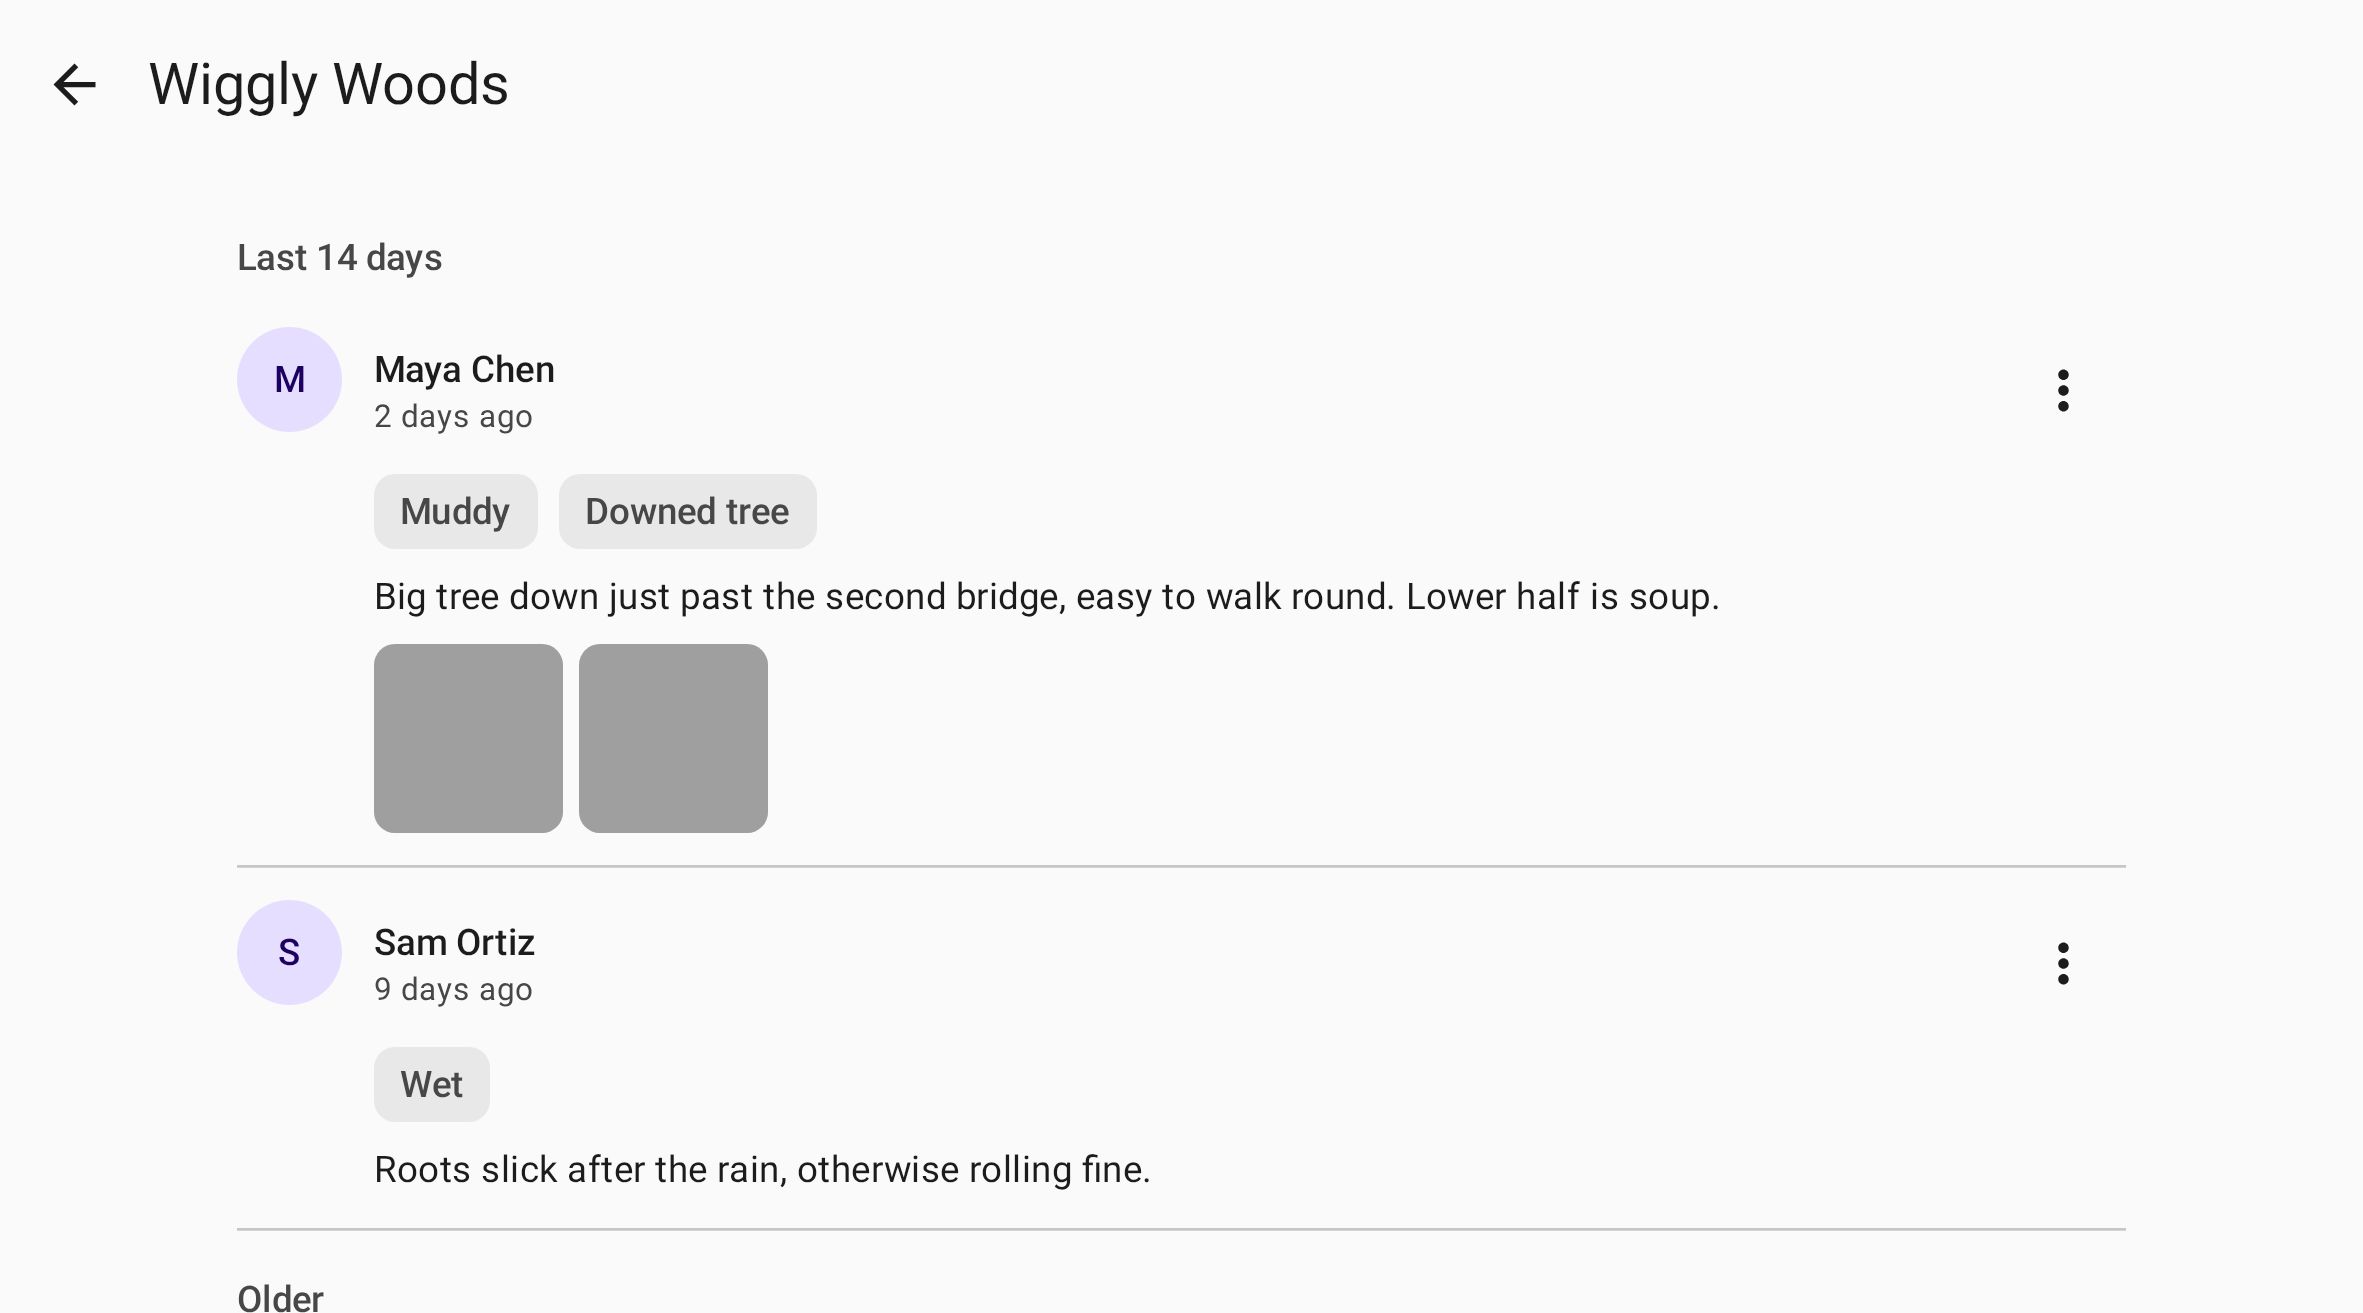 Wiggly Woods
Last 14 days
M
Maya Chen
2 days ago
Muddy Downed tree
Big tree down just past the second bridge, easy to walk round. Lower half is soup.
S
Sam Ortiz
9 days ago
Wet
Roots slick after the rain, otherwise rolling fine.
Older